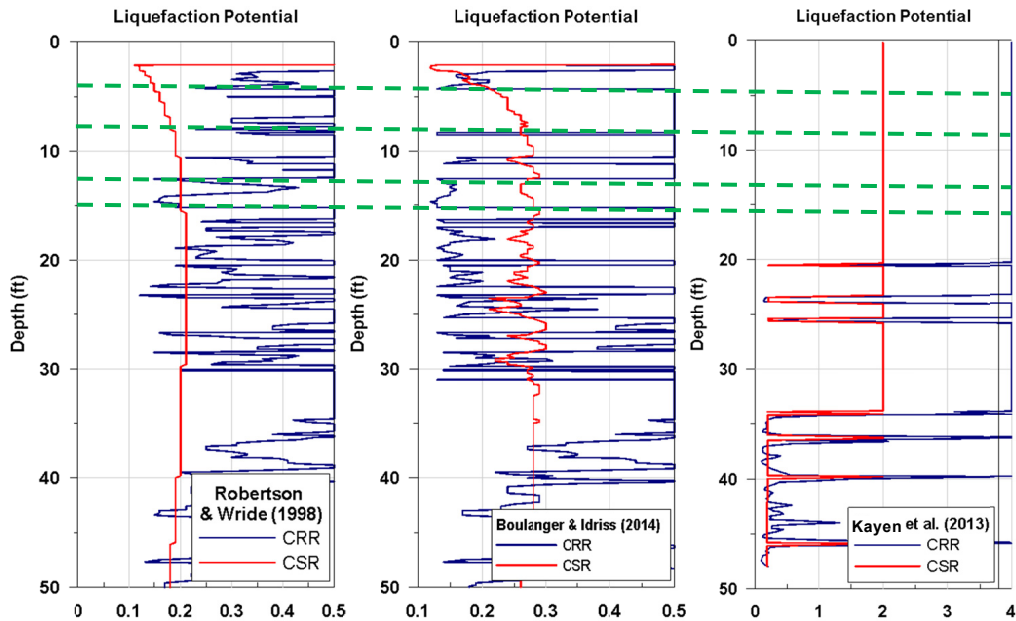 Liquefaction Potential
Liquefaction Potential
Liquefaction Potential
Depth (ft)
0
10
20
30
40
50
Robertson
& Wride (1998)
CRR
CSR
0
0.1
0.2
0.3
0.4
0.5
Depth (ft)
0
10
20
30
40
50
Boulanger & Idriss (2014)
CRR
CSR
0.1
0.2
0.3
0.4
0.5
Depth (ft)
0
10
20
30
40
50
Kayen et al. (2013)
CRR
CSR
0
1
2
3
4